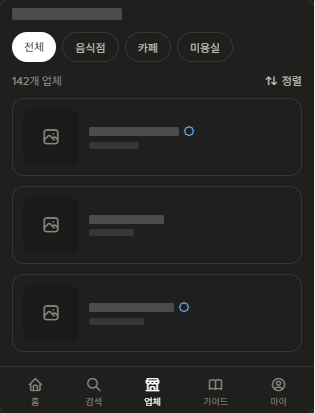 전체 음식점 카페 미용실
142개 업체 정렬
홈 검색 업체 가이드 마이